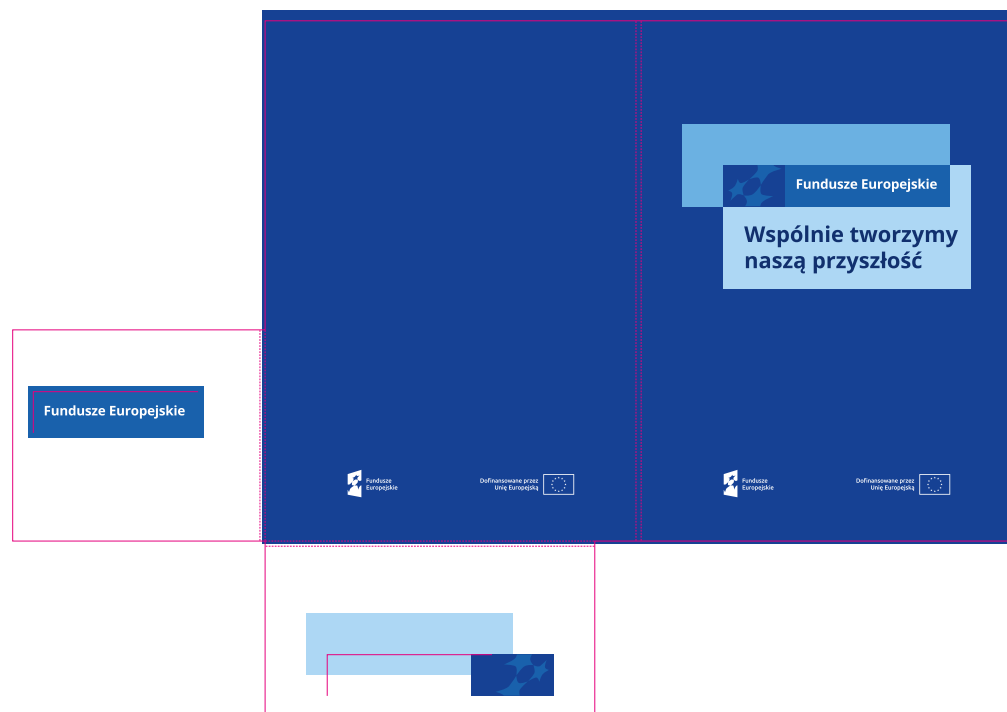 Fundusze Europejskie
Wspólnie tworzymy
naszą przyszłość
Fundusze Europejskie
Fundusze
Europejskie
Dofinansowane przez
Unię Europejską
Fundusze
Europejskie
Dofinansowane przez
Unię Europejską